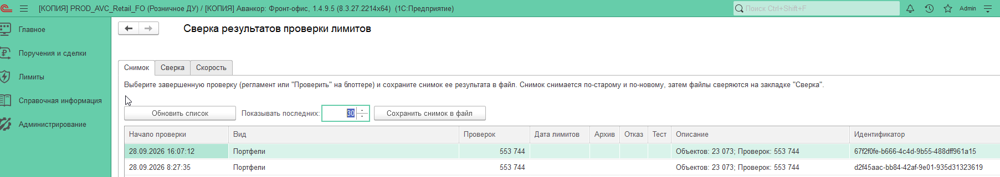 [КОПИЯ] PROD_AVC_Retail_FO (Розничное ДУ) / [КОПИЯ] Аванкор: Фронт-офис, 1.4.9.5 (8.3.27.2214x64) (1С:Предприятие)
Поиск Ctrl+Shift+F
Admin
Главное
Поручения и сделки
Лимиты
Справочная информация
Администрирование
Сверка результатов проверки лимитов
Снимок Сверка Скорость
Выберите завершенную проверку (регламент или "Проверить" на блоттере) и сохраните снимок ее результата в файл. Снимок снимается по-старому и по-новому, затем файлы сверяются на закладке "Сверка".
Обновить список Показывать последних: 30 Сохранить снимок в файл
Начало проверки Вид Проверок Дата лимитов Архив Отказ Тест Описание Идентификатор
28.09.2026 16:07:12 Портфели 553 744 Объектов: 23 073; Проверок: 553 744 67f2f0fe-b666-4c4d-9b55-488dff961a15
28.09.2026 8:27:35 Портфели 553 744 Объектов: 23 073; Проверок: 553 744 d2f45aac-bb84-42af-9e01-935d31323619